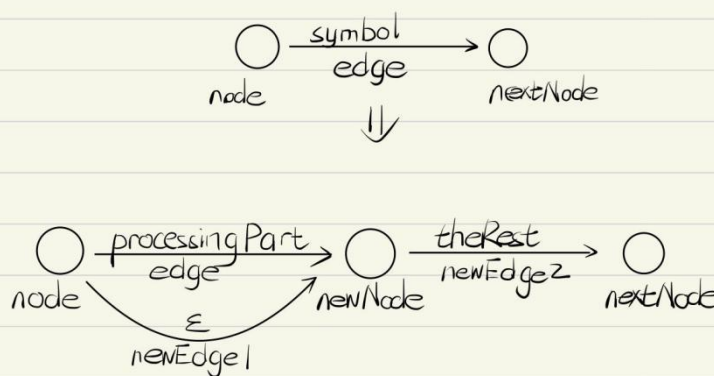 symbol
edge
node
nextNode
processingPart
theRest
edge
newEdge2
node
newNode
nextNode
ε
newEdge1